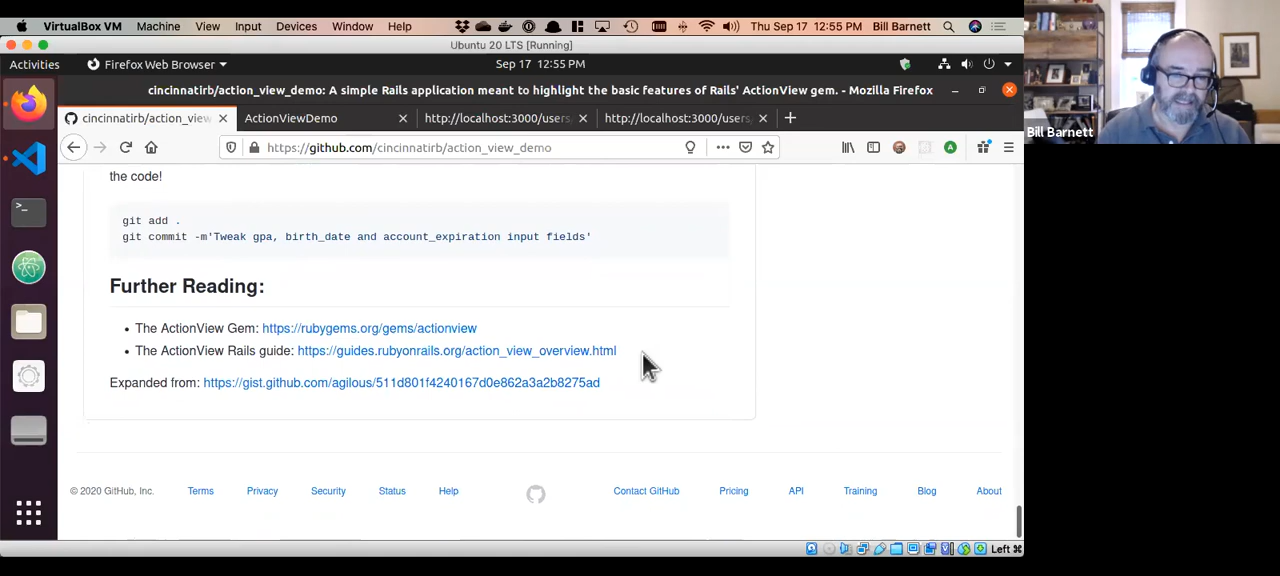 VirtualBox VM Machine View Input Devices Window Help Thu Sep 17 12:55 PM Bill Barnett
Ubuntu 20 LTS [Running]
Activities Firefox Web Browser Sep 17 12:55 PM
cincinnatirb/action_view_demo: A simple Rails application meant to highlight the basic features of Rails' ActionView gem. - Mozilla Firefox
cincinnatirb/action_view ActionViewDemo http://localhost:3000/users, http://localhost:3000/users,
https://github.com/cincinnatirb/action_view_demo
Bill Barnett
the code!
git add .
git commit -m'Tweak gpa, birth_date and account_expiration input fields'
Further Reading:
• The ActionView Gem: https://rubygems.org/gems/actionview
• The ActionView Rails guide: https://guides.rubyonrails.org/action_view_overview.html
Expanded from: https://gist.github.com/agilous/511d801f4240167d0e862a3a2b8275ad
© 2020 GitHub, Inc. Terms Privacy Security Status Help Contact GitHub Pricing API Training Blog About
Left ⌘